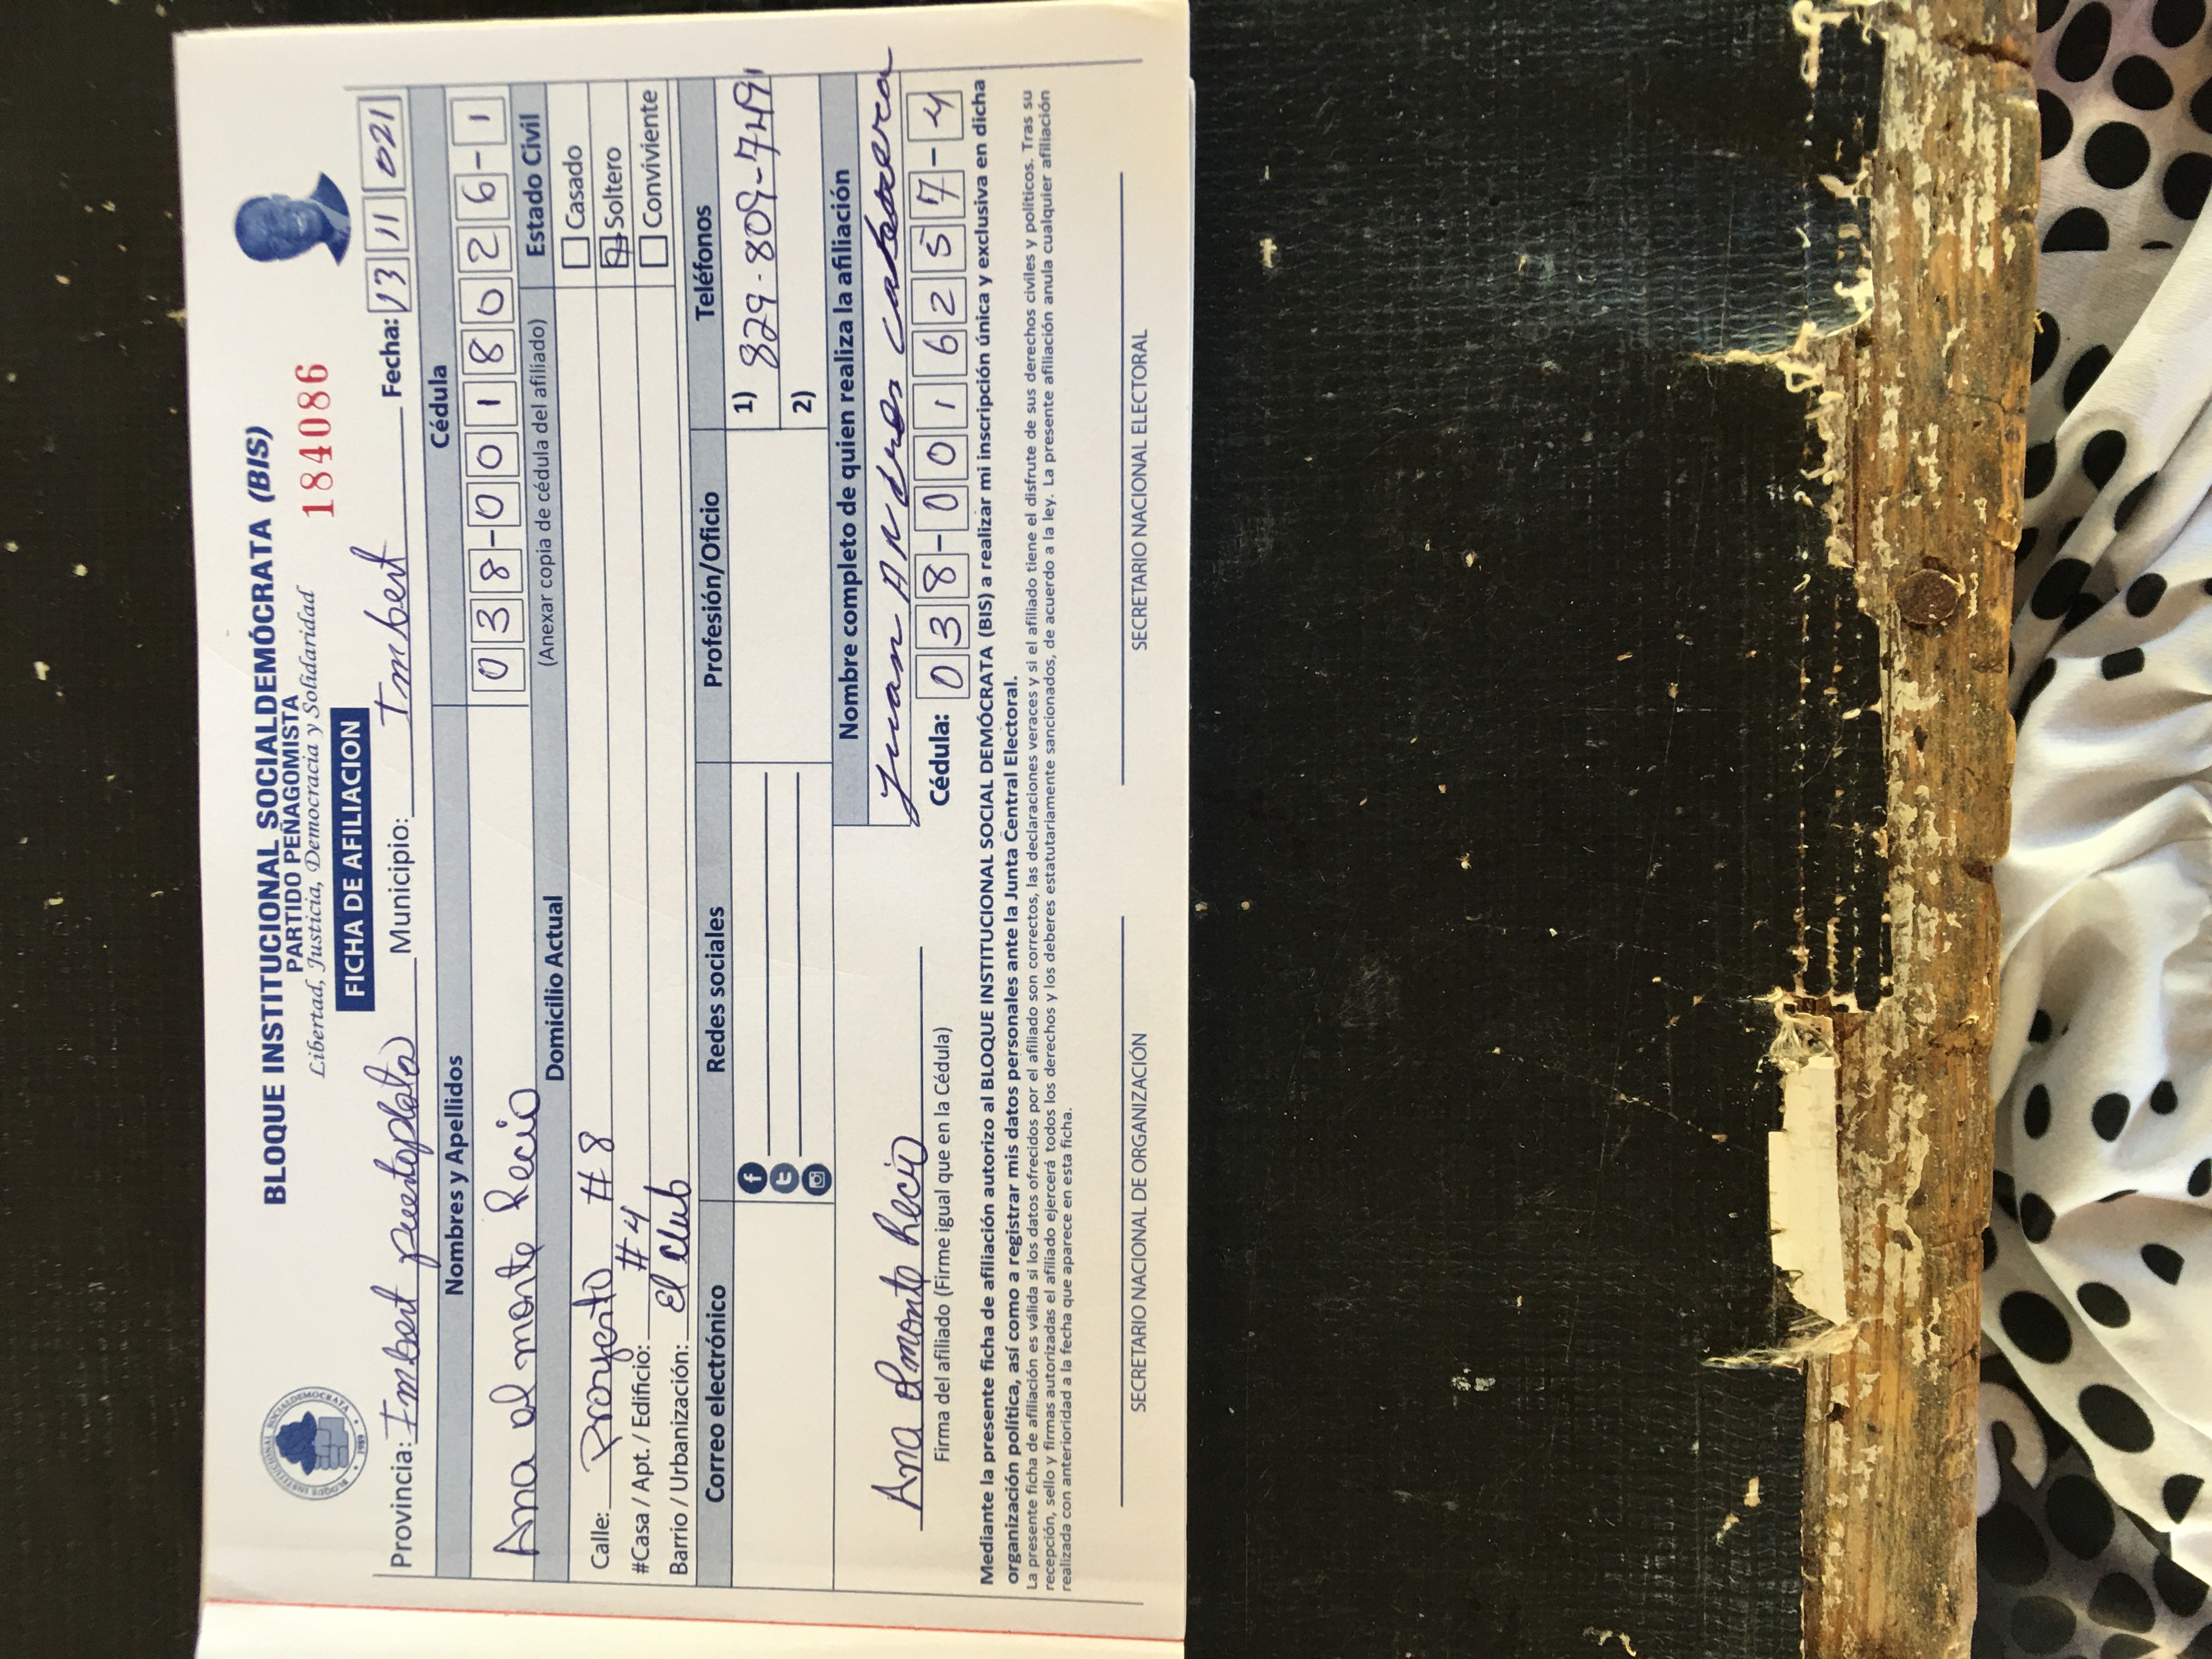 BLOQUE INSTITUCIONAL SOCIALDEMÓCRATA (BIS)
PARTIDO PEÑAGOMISTA
Libertad, Justicia, Democracia y Solidaridad
184086
FICHA DE AFILIACION
Provincia: Imbert puertoplata Municipio: Imbert Fecha: 13 11 021
Nombres y Apellidos Cédula
Ana almonte Recio 038-0018026-1
Domicilio Actual (Anexar copia de cédula del afiliado) Estado Civil
Calle: Proyecto # 8 Casado
#Casa / Apt. / Edificio: # 4 Soltero
Barrio / Urbanización: El club Conviviente
Correo electrónico Redes sociales Profesión/Oficio Teléfonos
1) 829-809-7491
2)
Nombre completo de quien realiza la afiliación
Juan ANdres cabrera
Ana almonte Recio
Cédula: 038-0016257-4
Firma del afiliado (Firme igual que en la Cédula)
Mediante la presente ficha de afiliación autorizo al BLOQUE INSTITUCIONAL SOCIAL DEMÓCRATA (BIS) a realizar mi inscripción única y exclusiva en dicha
organización política, así como a registrar mis datos personales ante la Junta Central Electoral.
La presente ficha de afiliación es válida si los datos ofrecidos por el afiliado son correctos, las declaraciones veraces y si el afiliado tiene el disfrute de sus derechos civiles y políticos. Tras su
recepción, sello y firmas autorizadas el afiliado ejercerá todos los derechos y los deberes estatutariamente sancionados, de acuerdo a la ley. La presente afiliación anula cualquier afiliación
realizada con anterioridad a la fecha que aparece en esta ficha.
SECRETARIO NACIONAL DE ORGANIZACIÓN SECRETARIO NACIONAL ELECTORAL